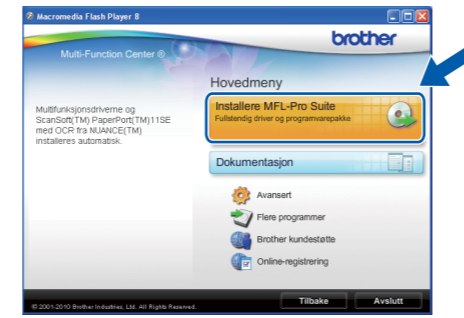 Macromedia Flash Player 8
brother
Multi-Function Center ®
Hovedmeny
Multifunksjonsdriverne og
ScanSoft(TM) PaperPort(TM)11SE
med OCR fra NUANCE(TM)
installeres automatisk.
Installere MFL-Pro Suite
Fullstendig driver og programvarepakke
Dokumentasjon
Avansert
Flere programmer
Brother kundestøtte
Online-registrering
© 2001-2010 Brother Industries, Ltd. All Rights Reserved.
Tilbake
Avslutt